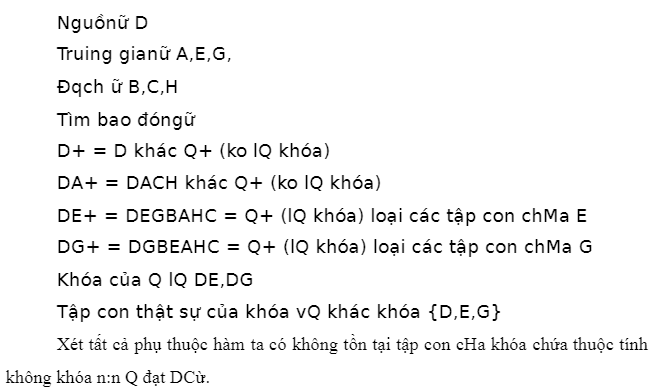 Nguồnữ D
Truing gianữ A,E,G,
Đqch ữ B,C,H
Tìm bao đóngữ
D+ = D khác Q+ (ko lQ khóa)
DA+ = DACH khác Q+ (ko lQ khóa)
DE+ = DEGBAHC = Q+ (lQ khóa) loại các tập con chMa E
DG+ = DGBEAHC = Q+ (lQ khóa) loại các tập con chMa G
Khóa của Q lQ DE,DG
Tập con thật sự của khóa vQ khác khóa {D,E,G}
Xét tất cả phụ thuộc hàm ta có không tồn tại tập con cHa khóa chứa thuộc tính
không khóa n:n Q đạt DCừ.